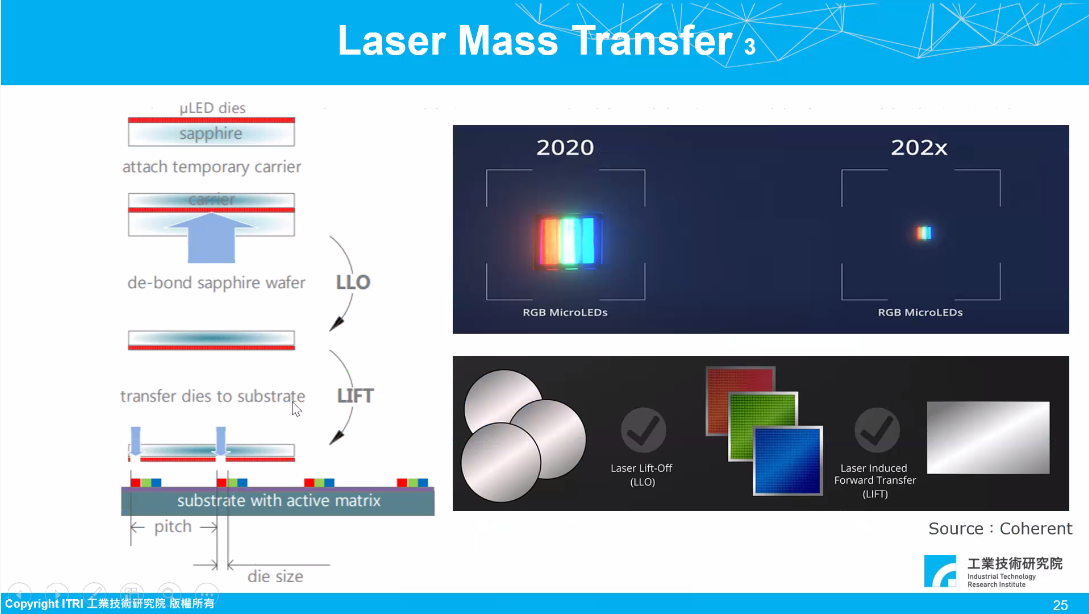 Laser Mass Transfer 3
μLED dies
sapphire
attach temporary carrier
carrier
de-bond sapphire wafer
LLO
transfer dies to substrate
LIFT
substrate with active matrix
pitch
die size
2020
RGB MicroLEDs
202x
RGB MicroLEDs
Laser Lift-Off
(LLO)
Laser Induced
Forward Transfer
(LIFT)
Source：Coherent
工業技術研究院
Industrial Technology
Research Institute
Copyright ITRI 工業技術研究院 版權所有
25